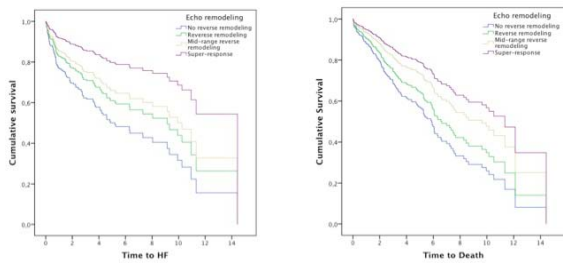 Echo remodeling
No reverse remodeling
Reverese remodeling
Mid-range reverse
remodeling
Super-response
Cumulative survival
1,0
0,8
0,6
0,4
0,2
0,0
0 2 4 6 8 10 12 14
Time to HF
Echo remodeling
No reverse remodeling
Reverse remodeling
Mid-range reverse
remodeling
Super-response
Cumulative Survival
1,0
0,8
0,6
0,4
0,2
0,0
0 2 4 6 8 10 12 14
Time to Death